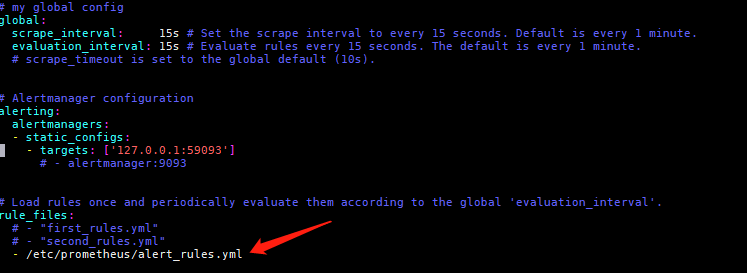 # my global config
global:
  scrape_interval:     15s # Set the scrape interval to every 15 seconds. Default is every 1 minute.
  evaluation_interval: 15s # Evaluate rules every 15 seconds. The default is every 1 minute.
  # scrape_timeout is set to the global default (10s).
# Alertmanager configuration
alerting:
  alertmanagers:
  - static_configs:
    - targets: ['127.0.0.1:59093']
      # - alertmanager:9093
# Load rules once and periodically evaluate them according to the global 'evaluation_interval'.
rule_files:
  # - "first_rules.yml"
  # - "second_rules.yml"
  - /etc/prometheus/alert_rules.yml